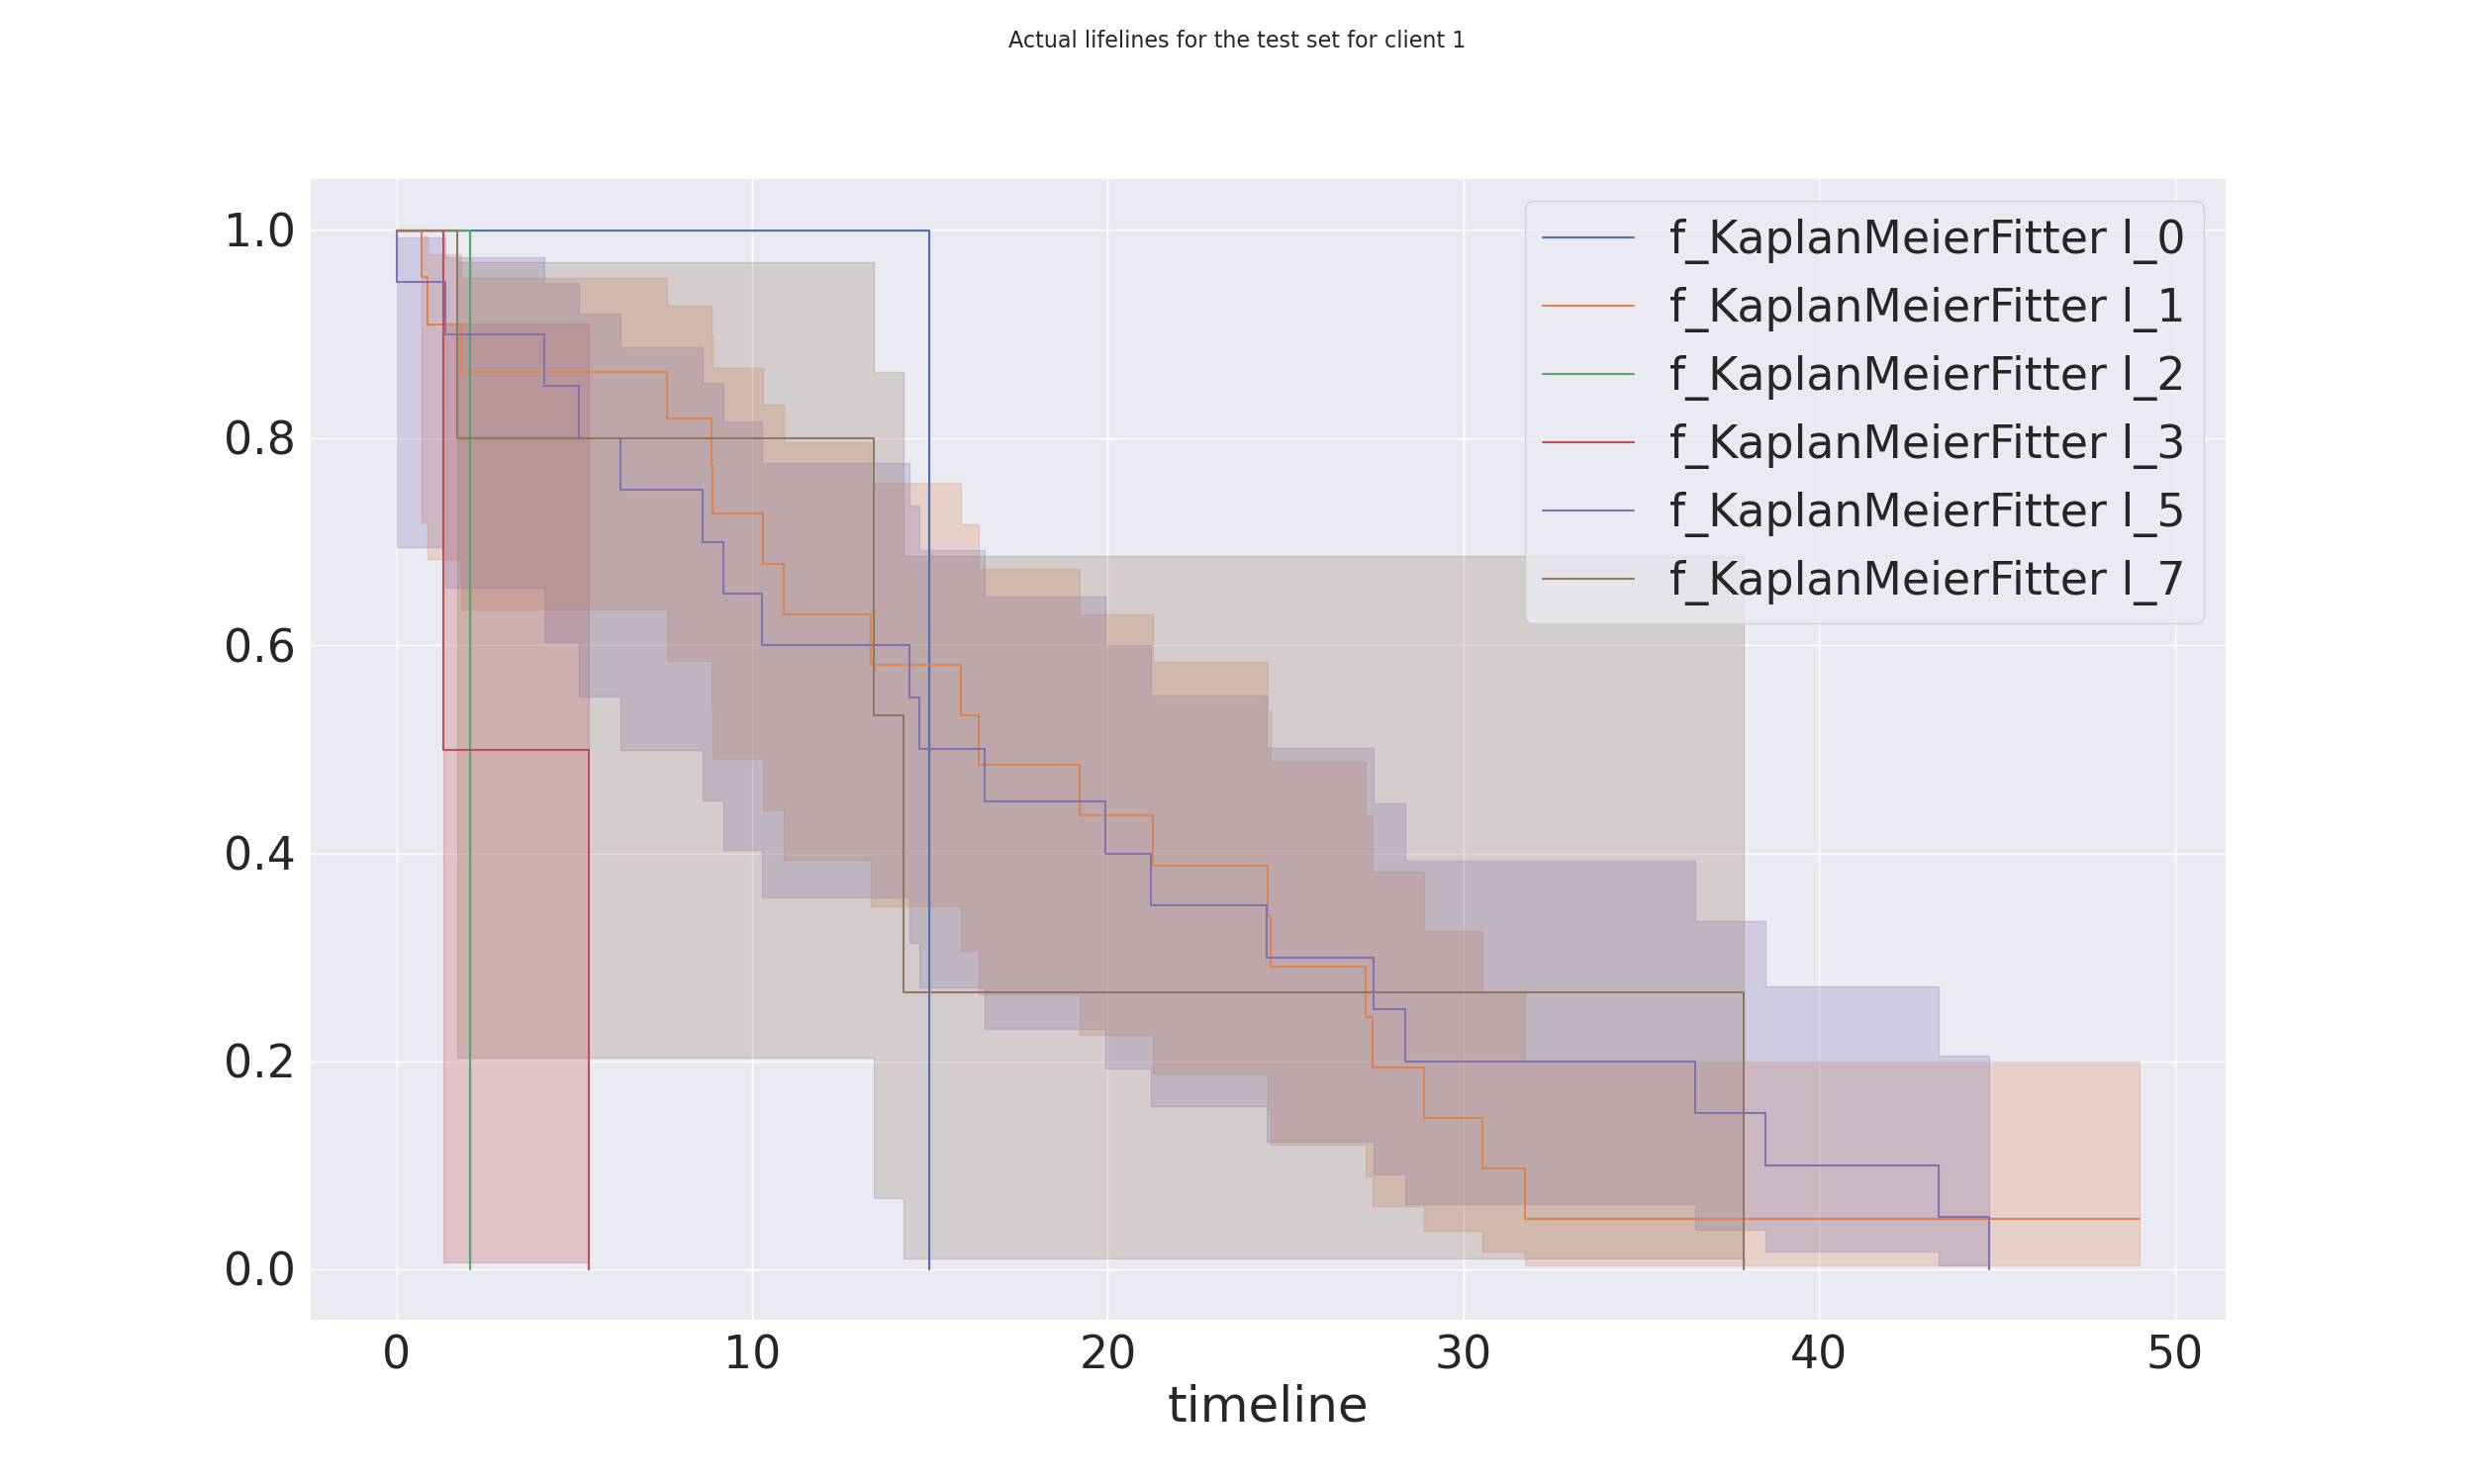 Actual lifelines for the test set for client 1
1.0
0.8
0.6
0.4
0.2
0.0
f_KaplanMeierFitter l_0
f_KaplanMeierFitter l_1
f_KaplanMeierFitter l_2
f_KaplanMeierFitter l_3
f_KaplanMeierFitter l_5
f_KaplanMeierFitter l_7
0 10 20 30 40 50
timeline